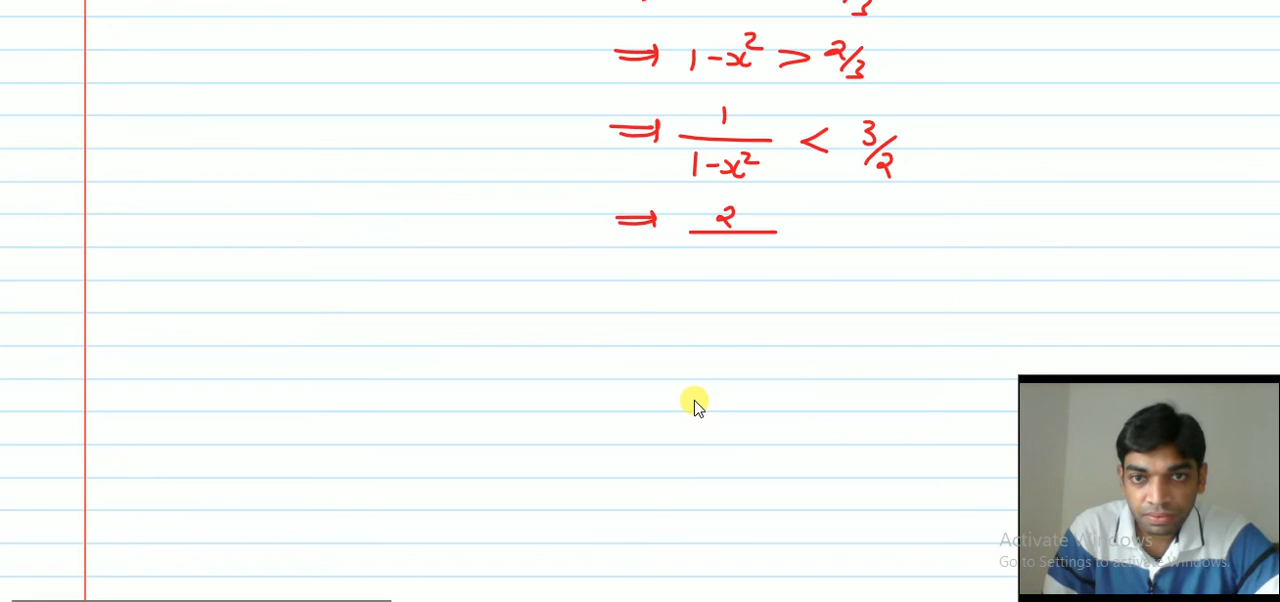 ⇒ 1-x² > 2/3
⇒ 1/(1-x²) < 3/2
⇒ 2
Activate Windows
Go to Settings to activate Windows.